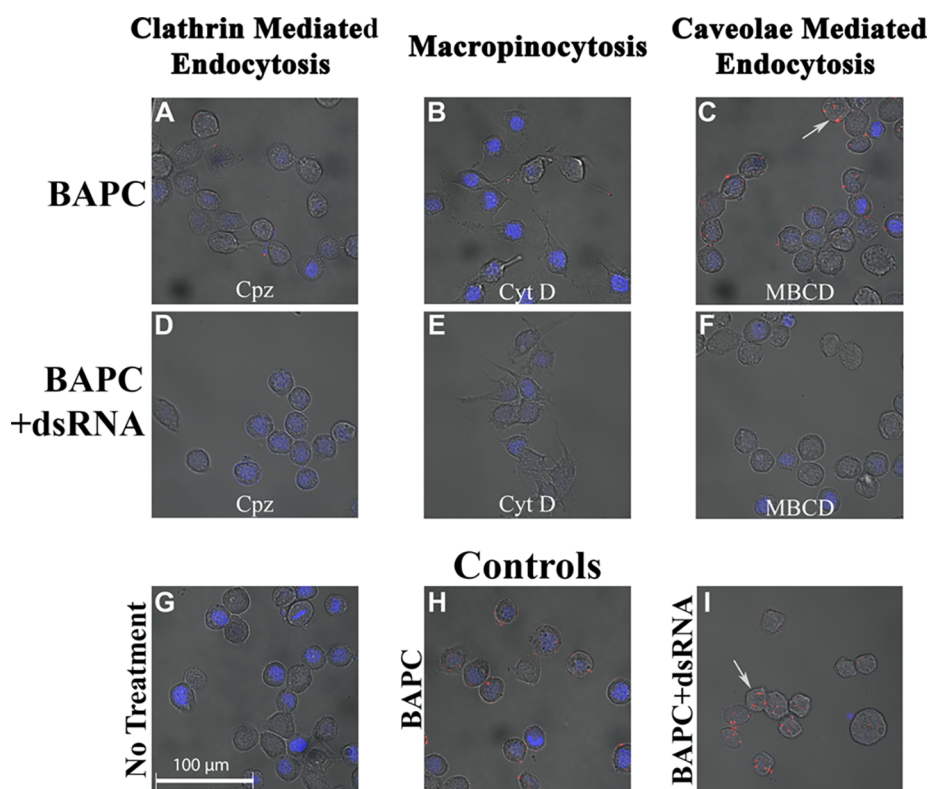 Clathrin Mediated
Endocytosis
Macropinocytosis
Caveolae Mediated
Endocytosis
BAPC
A
Cpz
B
Cyt D
C
MBCD
BAPC
+dsRNA
D
Cpz
E
Cyt D
F
MBCD
Controls
No Treatment
G
100 µm
BAPC
H
BAPC+dsRNA
I